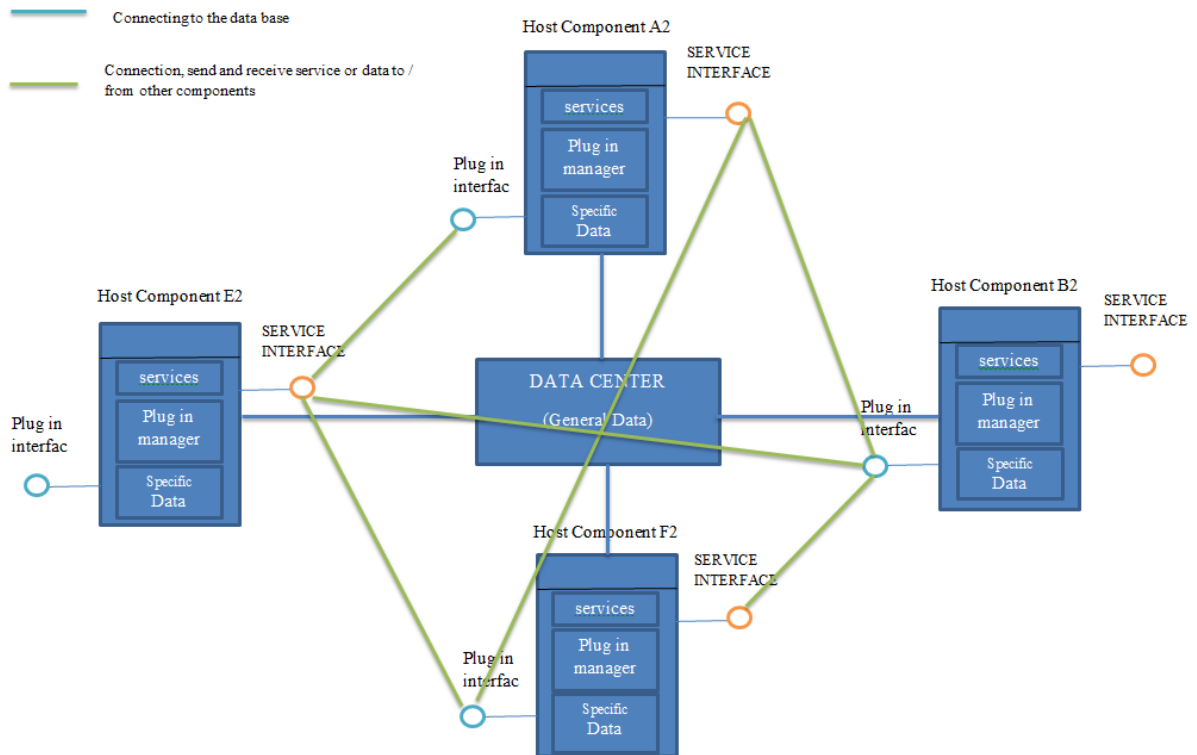 Connecting to the data base
Connection, send and receive service or data to /
from other components
Host Component A2
SERVICE
INTERFACE
services
Plug in
manager
Specific
Data
Plug in
interfac
Host Component E2
SERVICE
INTERFACE
services
Plug in
manager
Specific
Data
Plug in
interfac
DATA CENTER
(General Data)
Host Component B2
SERVICE
INTERFACE
services
Plug in
manager
Specific
Data
Plug in
interfac
Host Component F2
SERVICE
INTERFACE
services
Plug in
manager
Specific
Data
Plug in
interfac